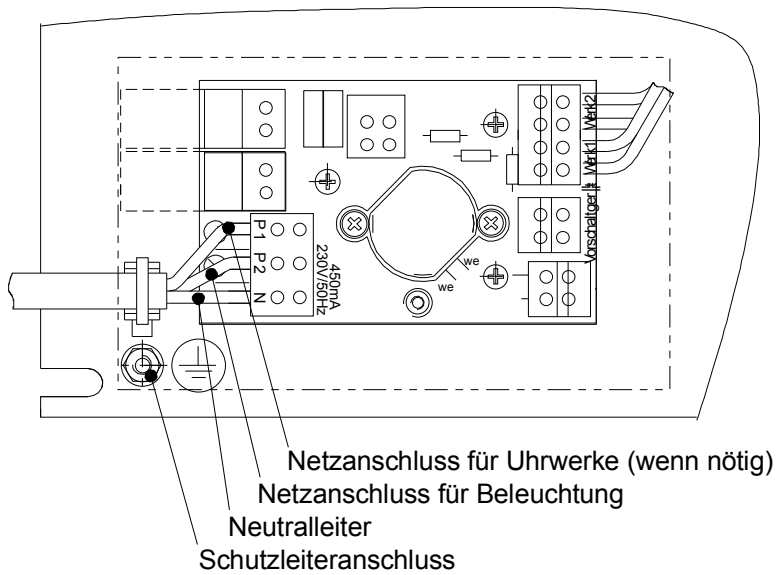 Werk2
Werk1
Vorschaltger
P1
P2
N
450mA
230V/50Hz
we
we
Netzanschluss für Uhrwerke (wenn nötig)
Netzanschluss für Beleuchtung
Neutralleiter
Schutzleiteranschluss